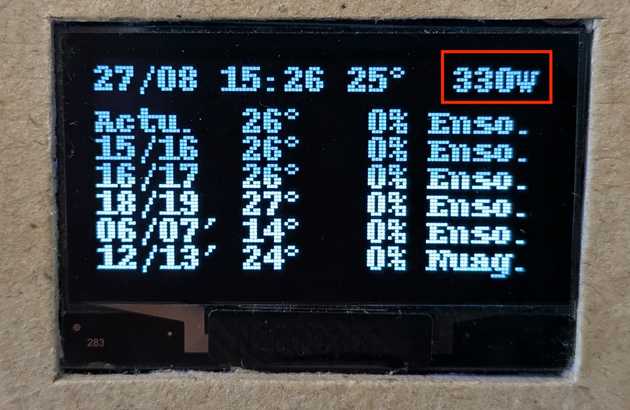 27/08 15:26 25° 330w
Actu. 26° 0% Enso.
15/16 26° 0% Enso.
16/17 26° 0% Enso.
18/19 27° 0% Enso.
06/07' 14° 0% Enso.
12/13' 24° 0% Nuag.
283